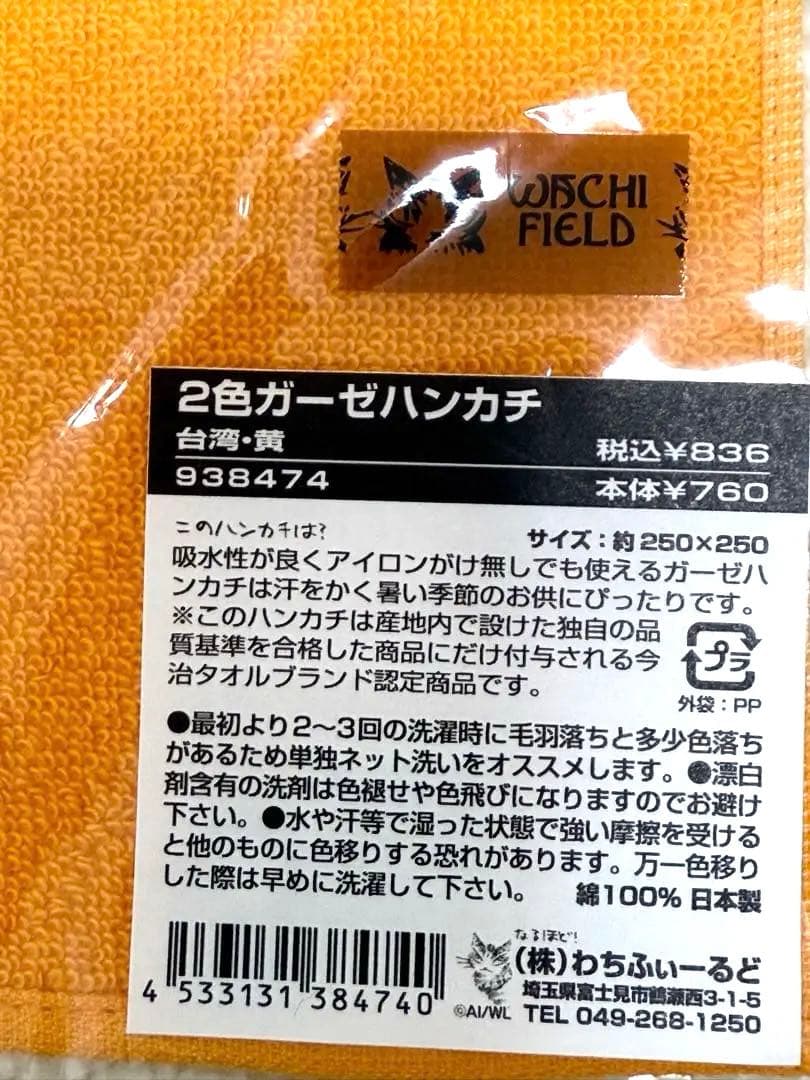 WACHI
FIELD
2色ガーゼハンカチ
台湾・黄
税込¥836
938474
本体¥760
このハンカチは?
サイズ：約250×250
吸水性が良くアイロンがけ無しでも使えるガーゼハ
ンカチは汗をかく暑い季節のお供にぴったりです。
※このハンカチは産地内で設けた独自の品
質基準を合格した商品にだけ付与される今
治タオルブランド認定商品です。
プラ
外袋：PP
●最初より2〜3回の洗濯時に毛羽落ちと多少色落ち
があるため単独ネット洗いをオススメします。●漂白
剤含有の洗剤は色褪せや色飛びになりますのでお避け
下さい。●水や汗等で湿った状態で強い摩擦を受ける
と他のものに色移りする恐れがあります。万一色移り
した際は早めに洗濯して下さい。
綿100% 日本製
なるほど!
(株)わちふぃーるど
埼玉県富士見市鶴瀬西3-1-5
©AI/WL TEL 049-268-1250
4 533131 384740